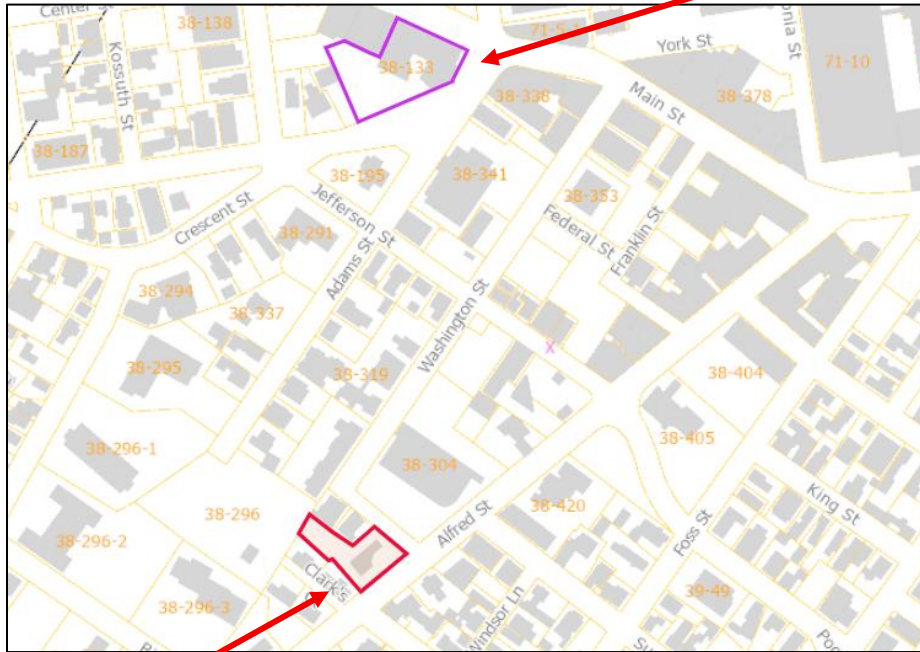 Center St
38-138
Kossuth St
38-133
71-5-1
York St
71-10
38-338
Main St
38-378
38-187
38-195
38-341
38-353
Jefferson St
Federal St
Franklin St
Crescent St
38-291
Adams St
38-294
38-337
Washington St
X
38-295
38-319
38-404
38-405
38-296-1
38-304
King St
38-296
Alfred St
38-420
Foss St
38-296-2
Clark's
39-49
38-296-3
Windsor Ln